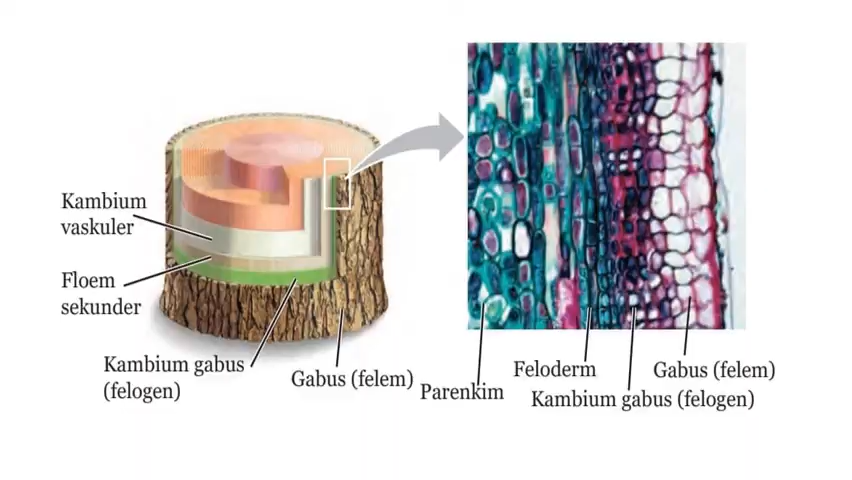 Kambium
vaskuler
Floem
sekunder
Kambium gabus
(felogen)
Gabus (felem)
Parenkim
Feloderm
Kambium gabus (felogen)
Gabus (felem)